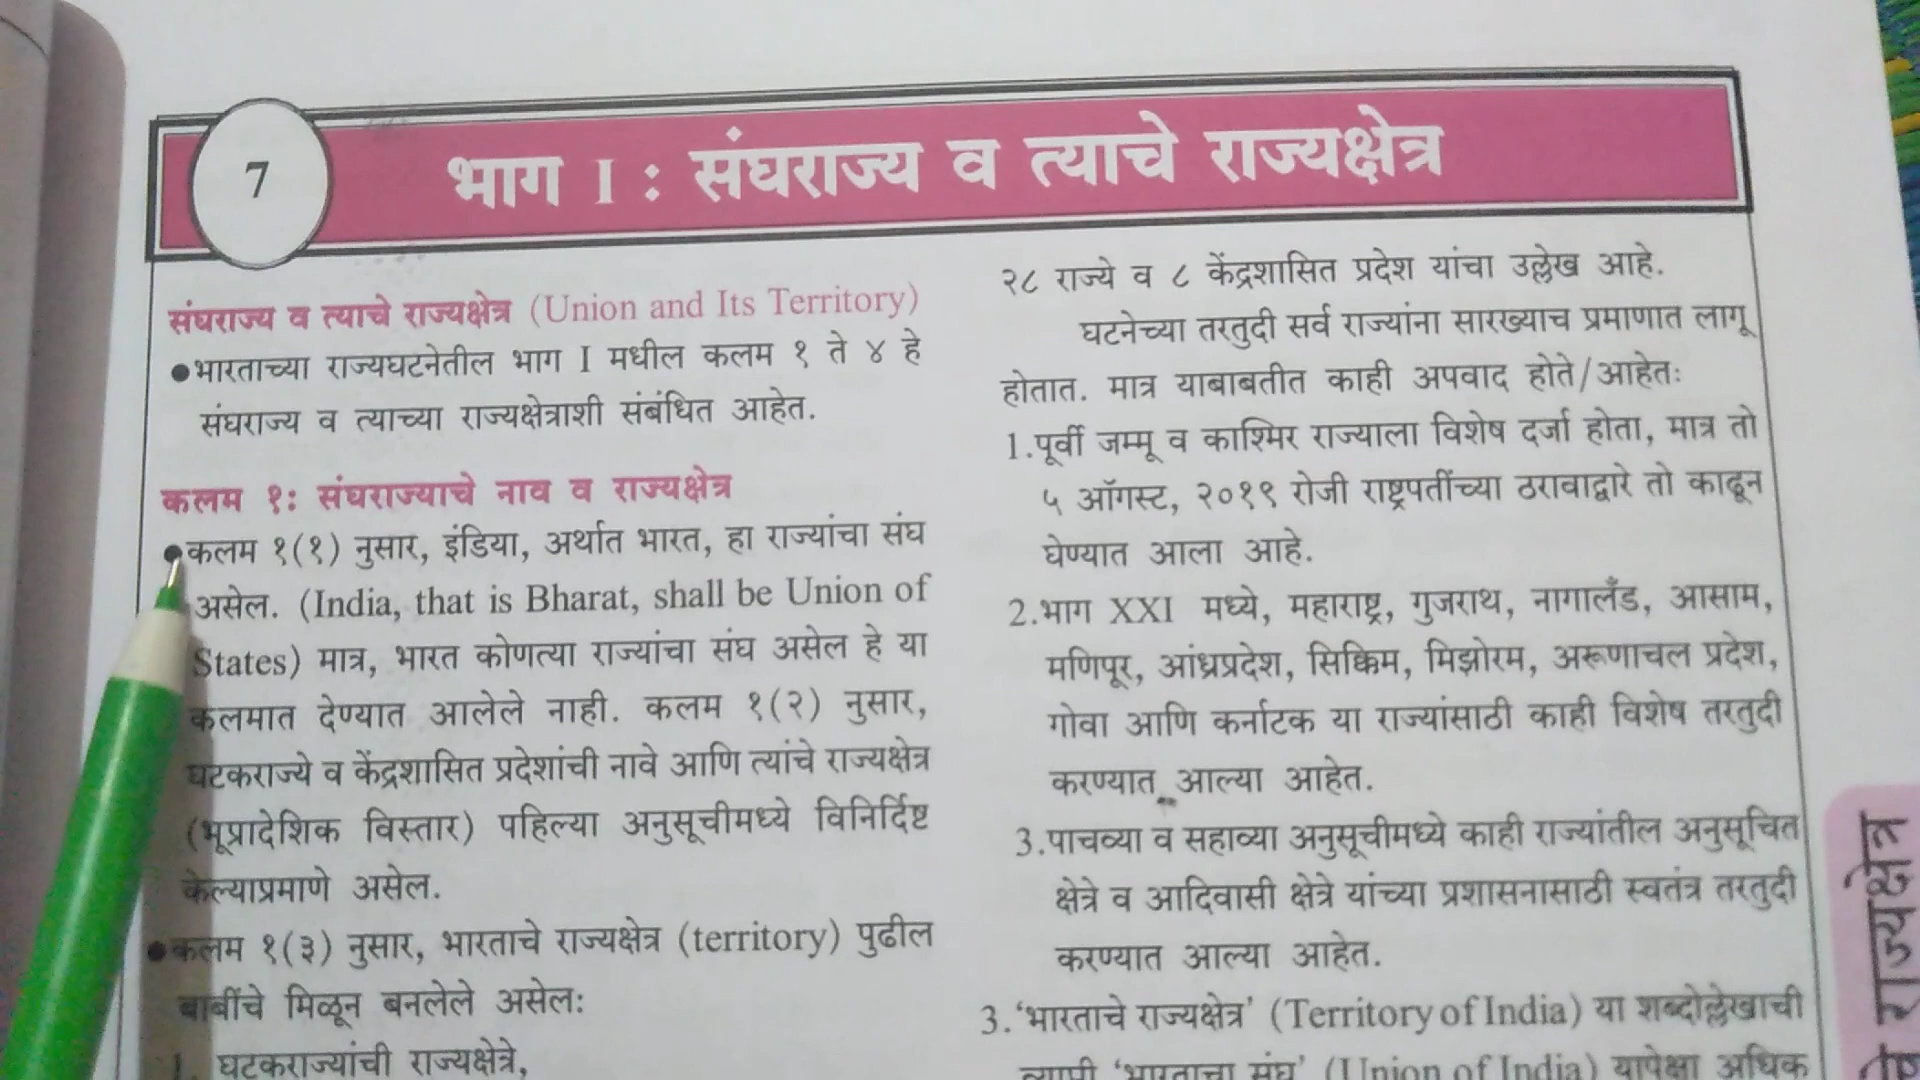 7
भाग I : संघराज्य व त्याचे राज्यक्षेत्र
संघराज्य व त्याचे राज्यक्षेत्र (Union and Its Territory)
●भारताच्या राज्यघटनेतील भाग I मधील कलम १ ते ४ हे
संघराज्य व त्याच्या राज्यक्षेत्राशी संबंधित आहेत.
कलम १: संघराज्याचे नाव व राज्यक्षेत्र
●कलम १(१) नुसार, इंडिया, अर्थात भारत, हा राज्यांचा संघ
असेल. (India, that is Bharat, shall be Union of
States) मात्र, भारत कोणत्या राज्यांचा संघ असेल हे या
कलमात देण्यात आलेले नाही. कलम १(२) नुसार,
घटकराज्ये व केंद्रशासित प्रदेशांची नावे आणि त्यांचे राज्यक्षेत्र
(भूप्रादेशिक विस्तार) पहिल्या अनुसूचीमध्ये विनिर्दिष्ट
केल्याप्रमाणे असेल.
●कलम १(३) नुसार, भारताचे राज्यक्षेत्र (territory) पुढील
बाबींचे मिळून बनलेले असेल:
1. घटकराज्यांची राज्यक्षेत्रे,
२८ राज्ये व ८ केंद्रशासित प्रदेश यांचा उल्लेख आहे.
घटनेच्या तरतुदी सर्व राज्यांना सारख्याच प्रमाणात लागू
होतात. मात्र याबाबतीत काही अपवाद होते/आहेत:
1.पूर्वी जम्मू व काश्मिर राज्याला विशेष दर्जा होता, मात्र तो
५ ऑगस्ट, २०१९ रोजी राष्ट्रपतींच्या ठरावाद्वारे तो काढून
घेण्यात आला आहे.
2.भाग XXI मध्ये, महाराष्ट्र, गुजराथ, नागालँड, आसाम,
मणिपूर, आंध्रप्रदेश, सिक्किम, मिझोरम, अरूणाचल प्रदेश,
गोवा आणि कर्नाटक या राज्यांसाठी काही विशेष तरतुदी
करण्यात आल्या आहेत.
3.पाचव्या व सहाव्या अनुसूचीमध्ये काही राज्यांतील अनुसूचित
क्षेत्रे व आदिवासी क्षेत्रे यांच्या प्रशासनासाठी स्वतंत्र तरतुदी
करण्यात आल्या आहेत.
3.‘भारताचे राज्यक्षेत्र’ (Territory of India) या शब्दोल्लेखाची
व्याप्ती ‘भारताचा संघ’ (Union of India) यापेक्षा अधिक
राज्यक्षेत्र